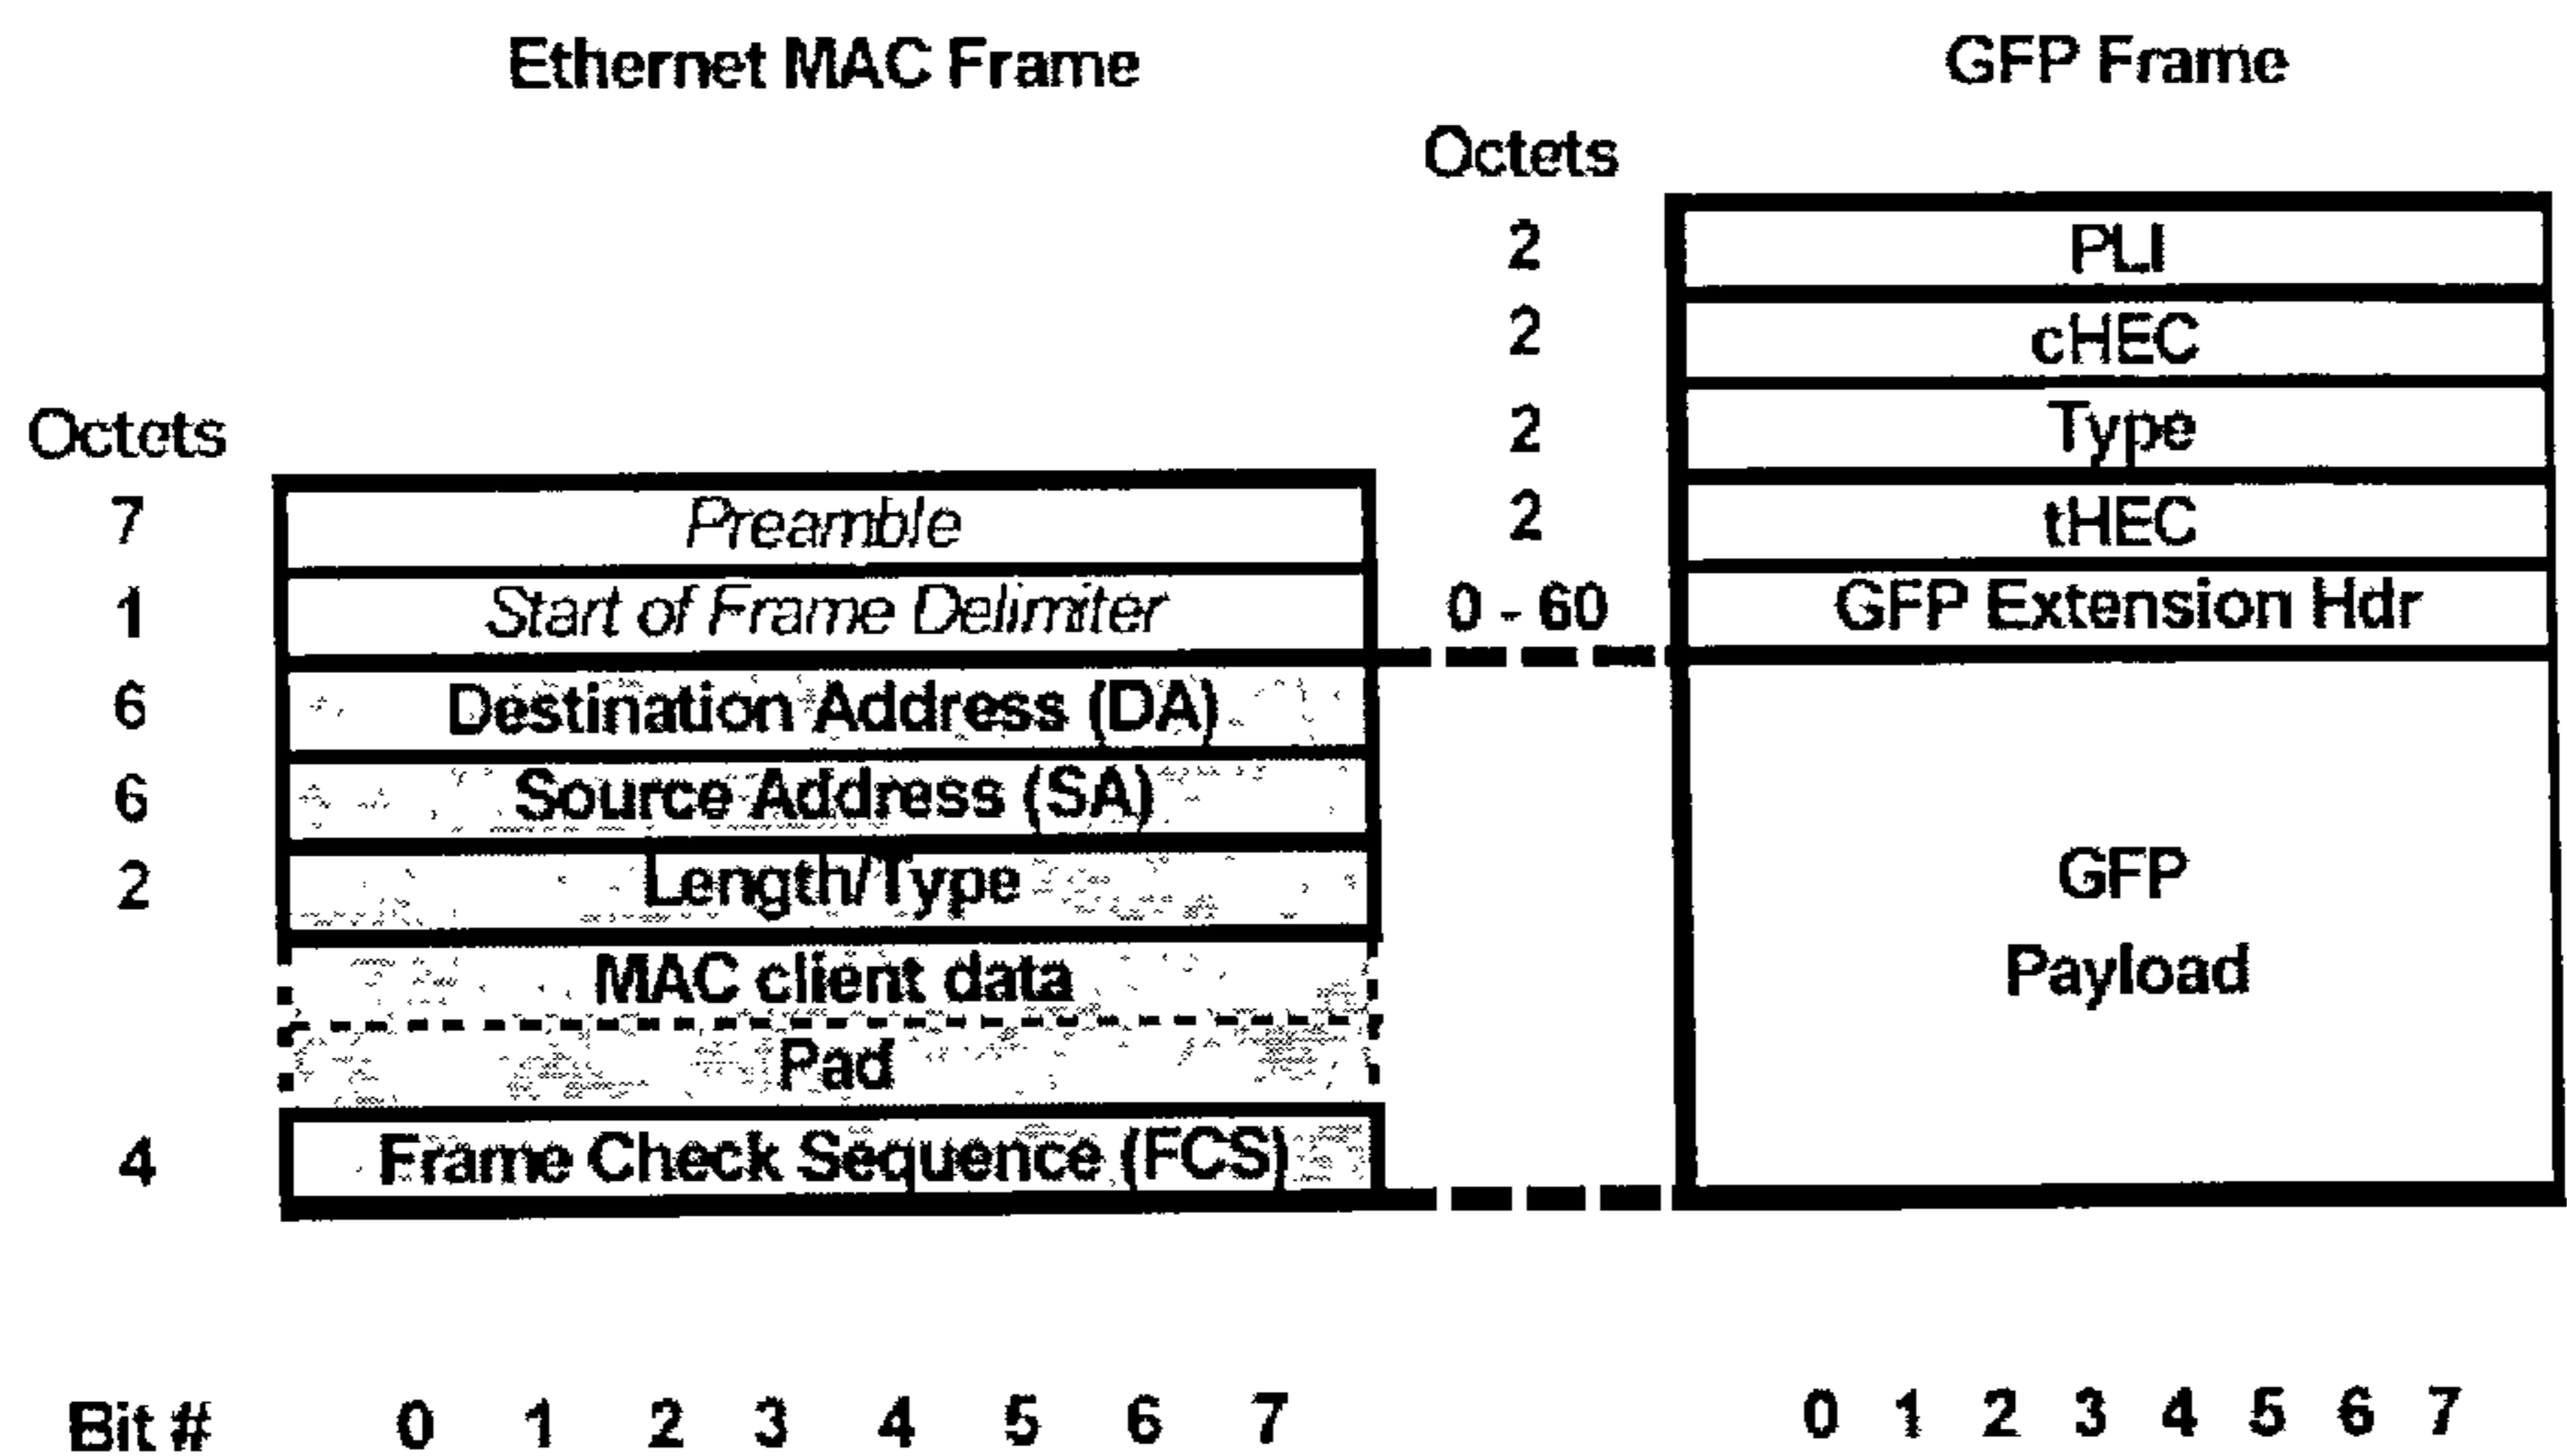 Ethernet MAC Frame
GFP Frame
Octets
2 PLI
2 cHEC
2 Type
2 tHEC
0 - 60 GFP Extension Hdr
GFP
Payload
Octets
7 Preamble
1 Start of Frame Delimiter
6 Destination Address (DA)
6 Source Address (SA)
2 Length/Type
MAC client data
Pad
4 Frame Check Sequence (FCS)
Bit # 0 1 2 3 4 5 6 7
0 1 2 3 4 5 6 7